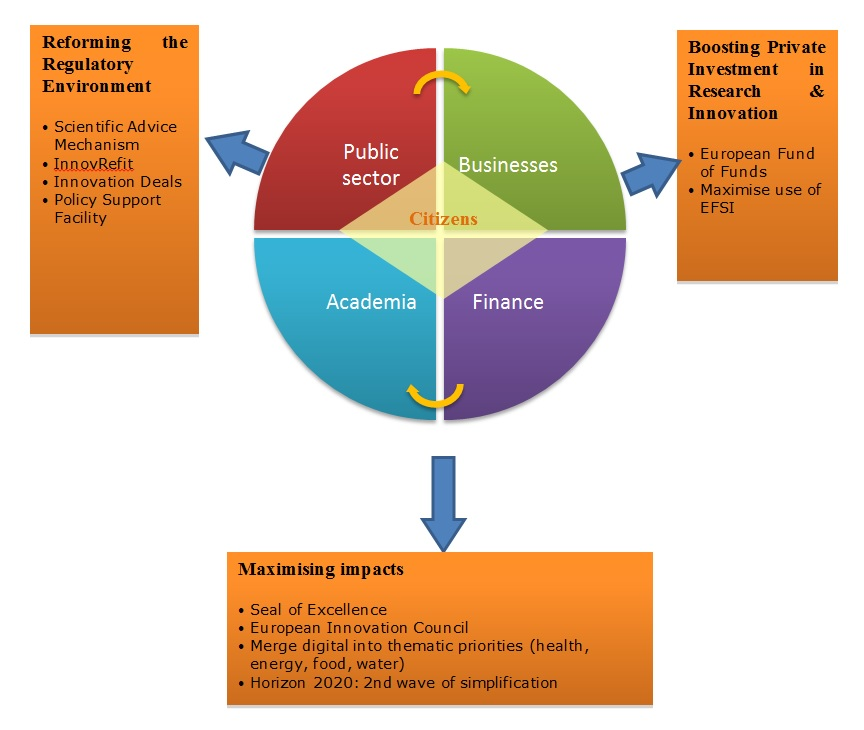 Reforming the
Regulatory
Environment
• Scientific Advice
Mechanism
• InnovRefit
• Innovation Deals
• Policy Support
Facility
Public
sector
Businesses
Citizens
Academia
Finance
Boosting Private
Investment in
Research &
Innovation
• European Fund
of Funds
• Maximise use of
EFSI
Maximising impacts
• Seal of Excellence
• European Innovation Council
• Merge digital into thematic priorities (health,
energy, food, water)
• Horizon 2020: 2nd wave of simplification